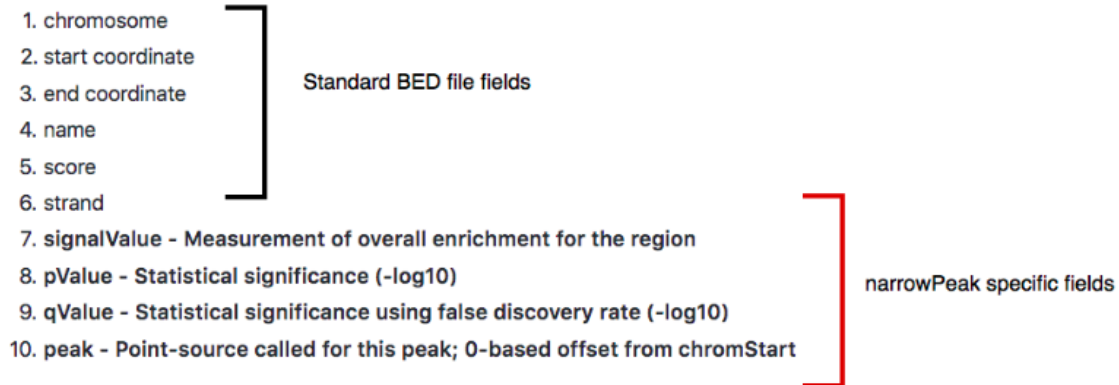 1. chromosome
2. start coordinate
3. end coordinate
4. name
5. score
6. strand
Standard BED file fields
7. signalValue - Measurement of overall enrichment for the region
8. pValue - Statistical significance (-log10)
9. qValue - Statistical significance using false discovery rate (-log10)
10. peak - Point-source called for this peak; 0-based offset from chromStart
narrowPeak specific fields